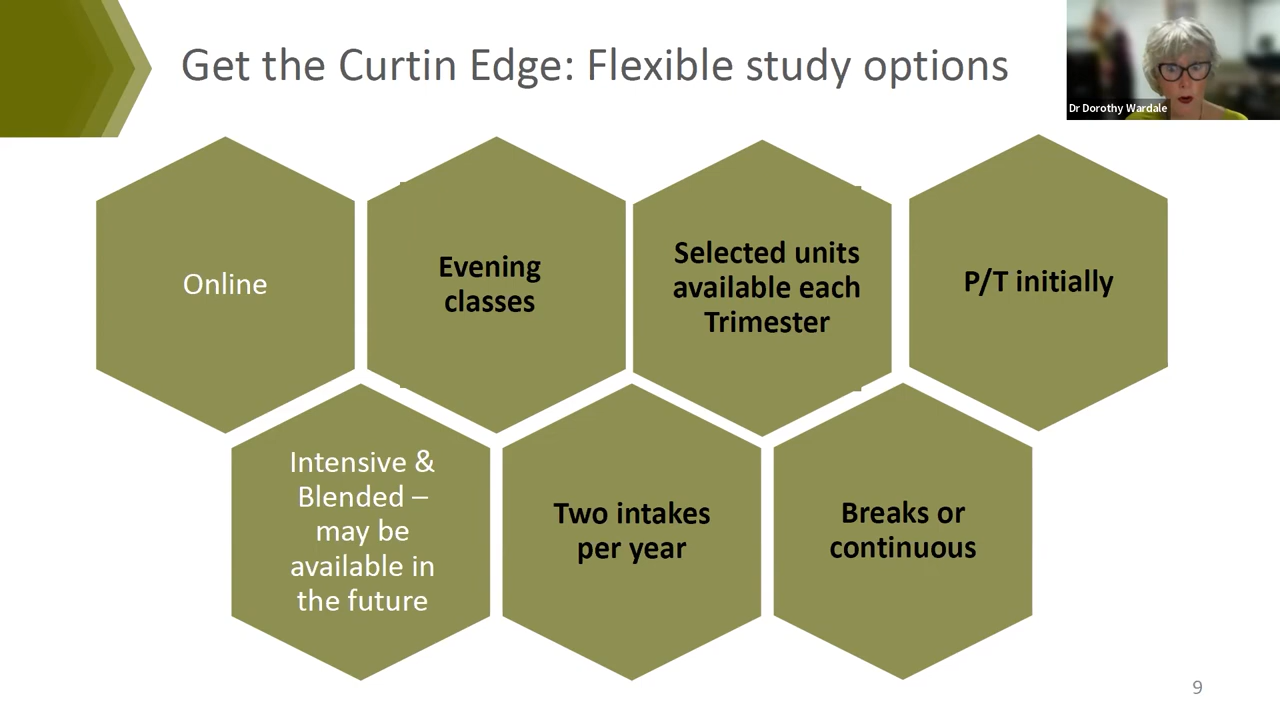 Get the Curtin Edge: Flexible study options
Dr Dorothy Wardale
Online
Evening
classes
Selected units
available each
Trimester
P/T initially
Intensive &
Blended –
may be
available in
the future
Two intakes
per year
Breaks or
continuous
9